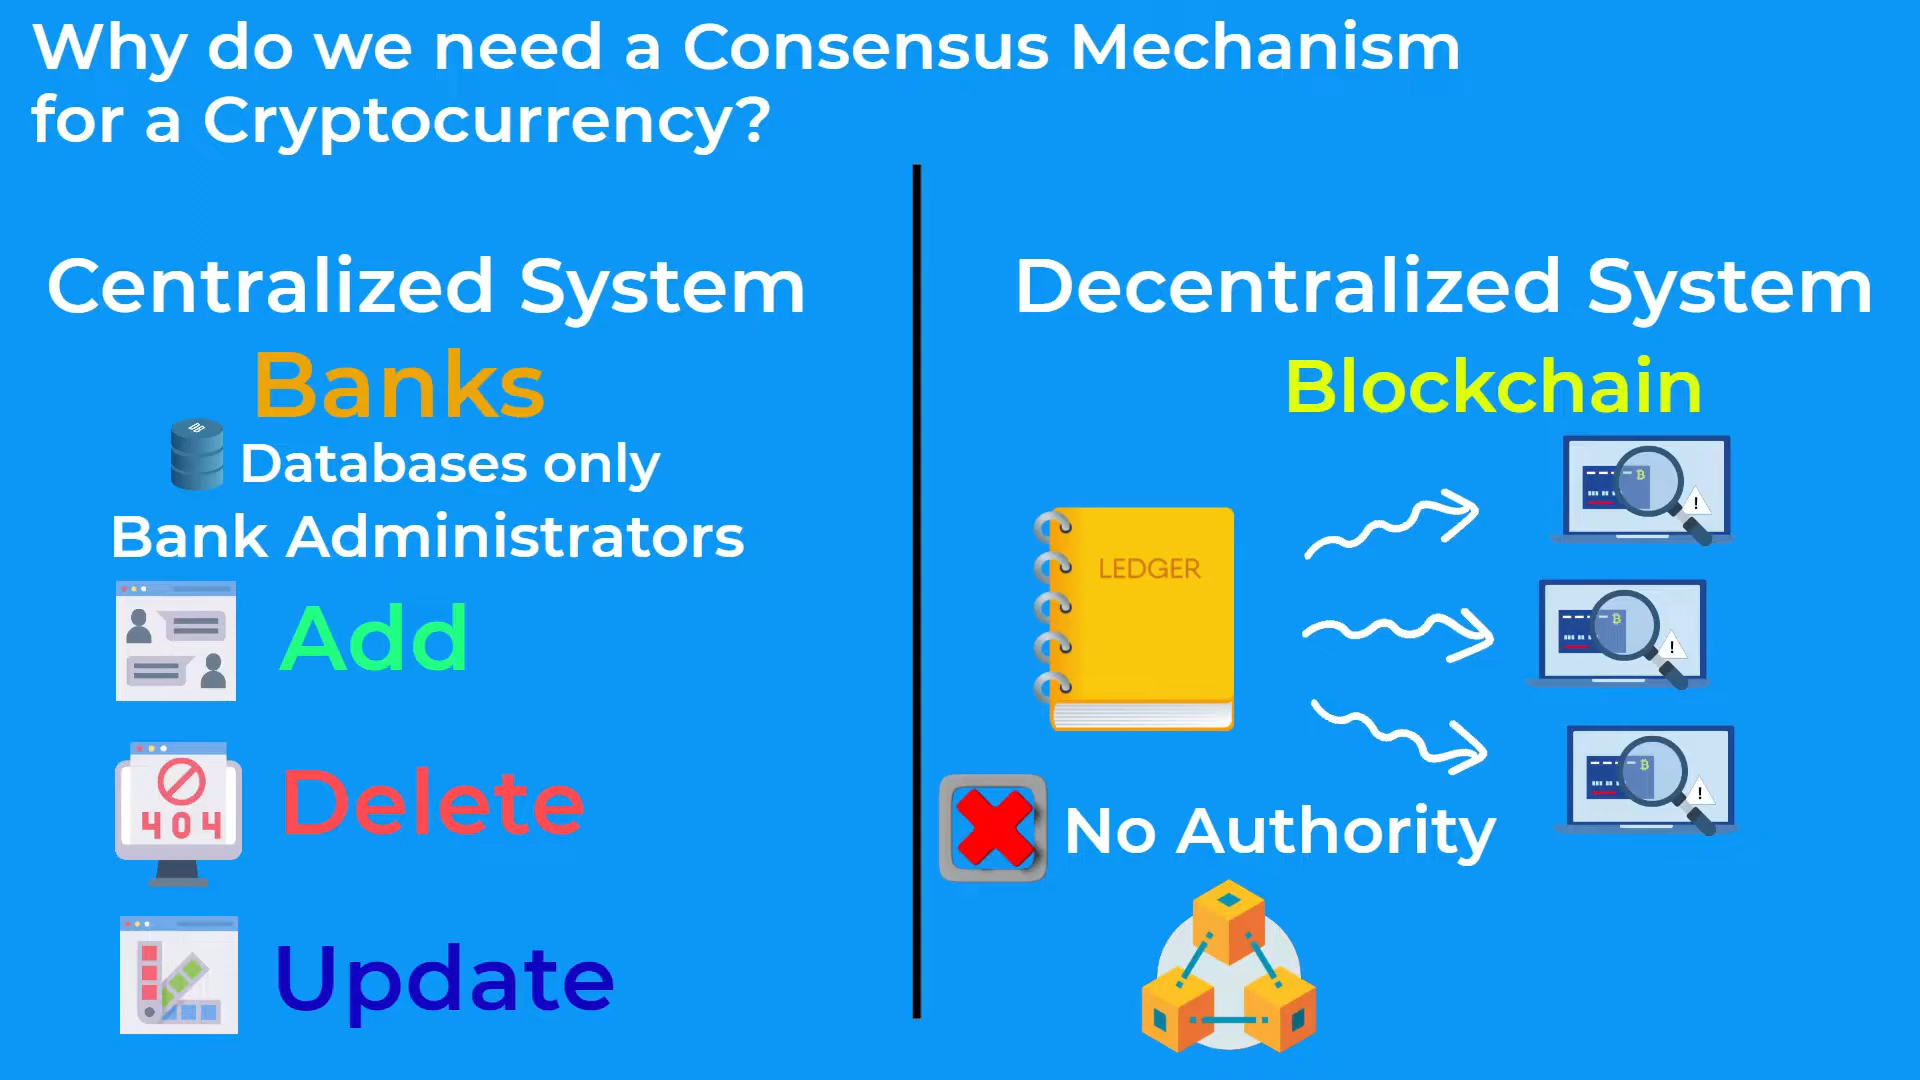 Why do we need a Consensus Mechanism
for a Cryptocurrency?
Centralized System
Banks
Databases only
Bank Administrators
Add
404
Delete
Update
Decentralized System
Blockchain
LEDGER
No Authority